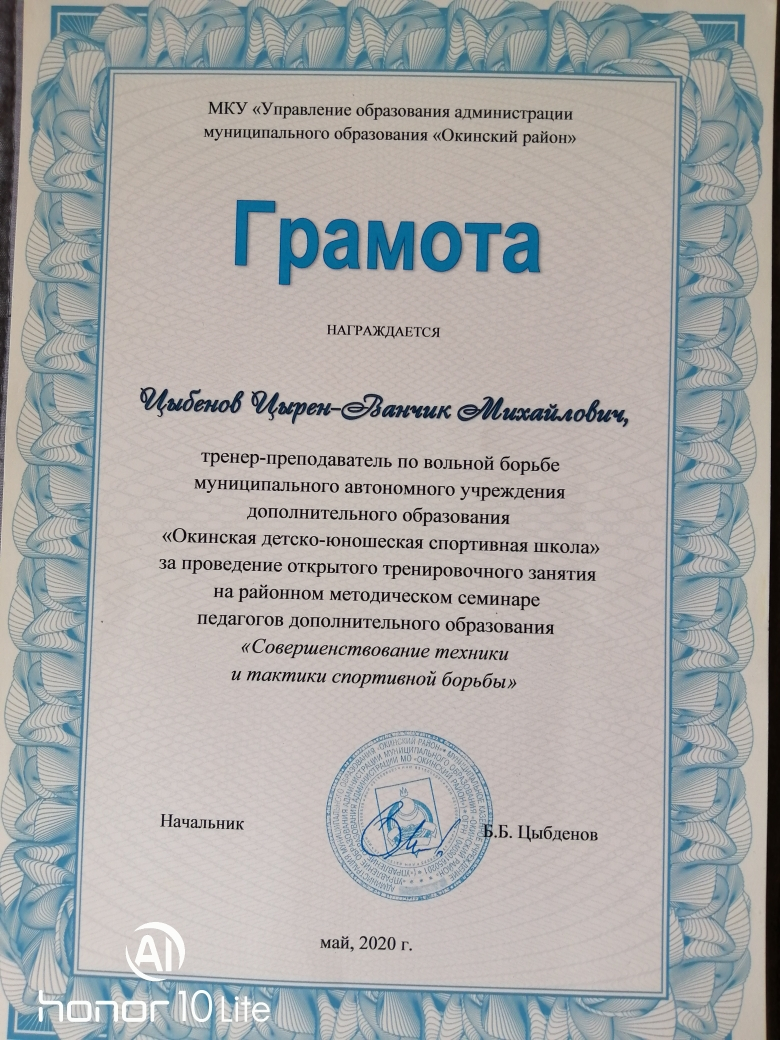 МКУ «Управление образования администрации
муниципального образования «Окинский район»
Грамота
НАГРАЖДАЕТСЯ
Цыбенов Цырен-Ванчик Михайлович,
тренер-преподаватель по вольной борьбе
муниципального автономного учреждения
дополнительного образования
«Окинская детско-юношеская спортивная школа»
за проведение открытого тренировочного занятия
на районном методическом семинаре
педагогов дополнительного образования
«Совершенствование техники
и тактики спортивной борьбы»
Начальник
Б.Б. Цыбденов
май, 2020 г.
AI
honor 10 Lite